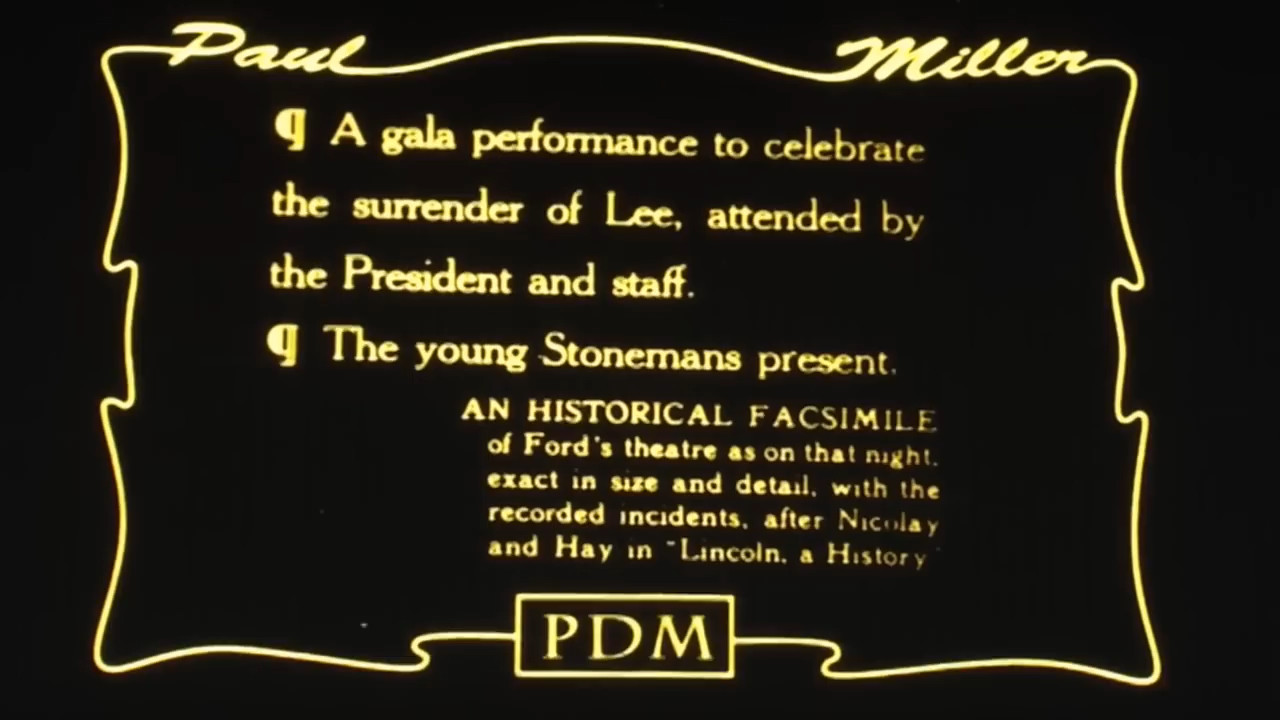 Paul Miller
¶ A gala performance to celebrate
the surrender of Lee, attended by
the President and staff.
¶ The young Stonemans present.
AN HISTORICAL FACSIMILE
of Ford's theatre as on that night,
exact in size and detail, with the
recorded incidents, after Nicolay
and Hay in "Lincoln, a History"
PDM